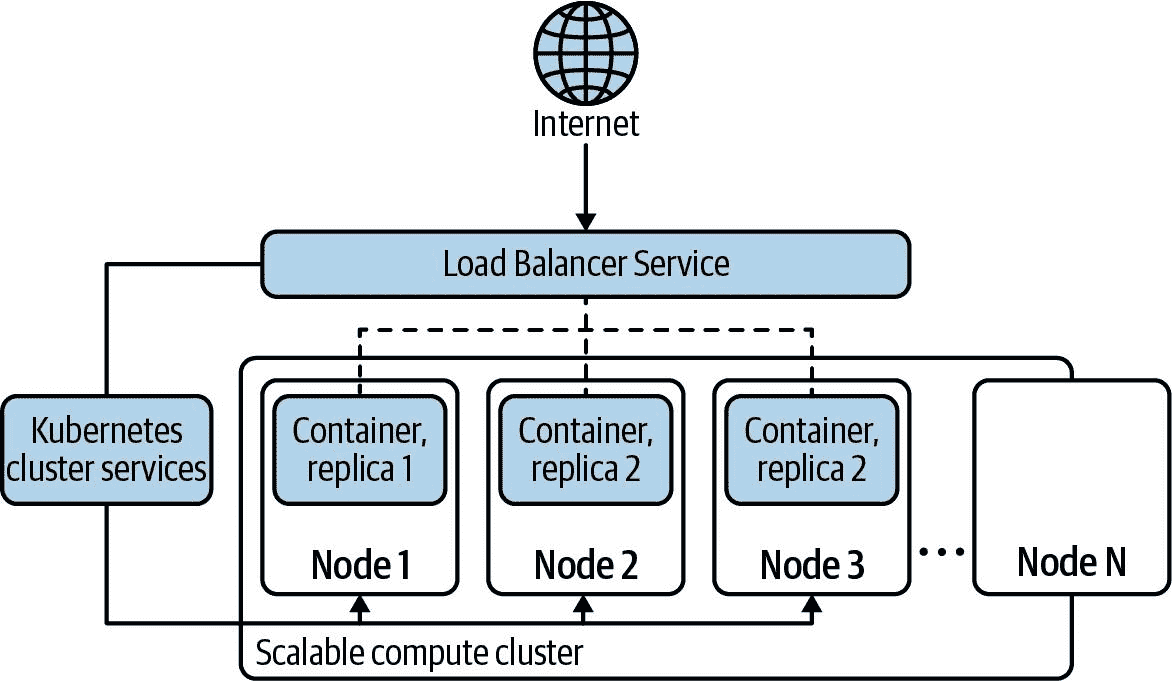 Internet
Load Balancer Service
Kubernetes
cluster services
Container,
replica 1
Container,
replica 2
Container,
replica 2
Node 1
Node 2
Node 3
...
Node N
Scalable compute cluster